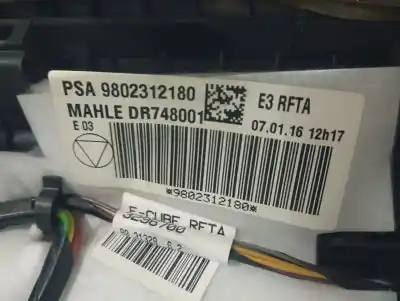 PSA 9802312180
E3 RFTA
MAHLE DR748001
E 03
07.01.16 12h17
*9802312180*
E-CUBE RFTA